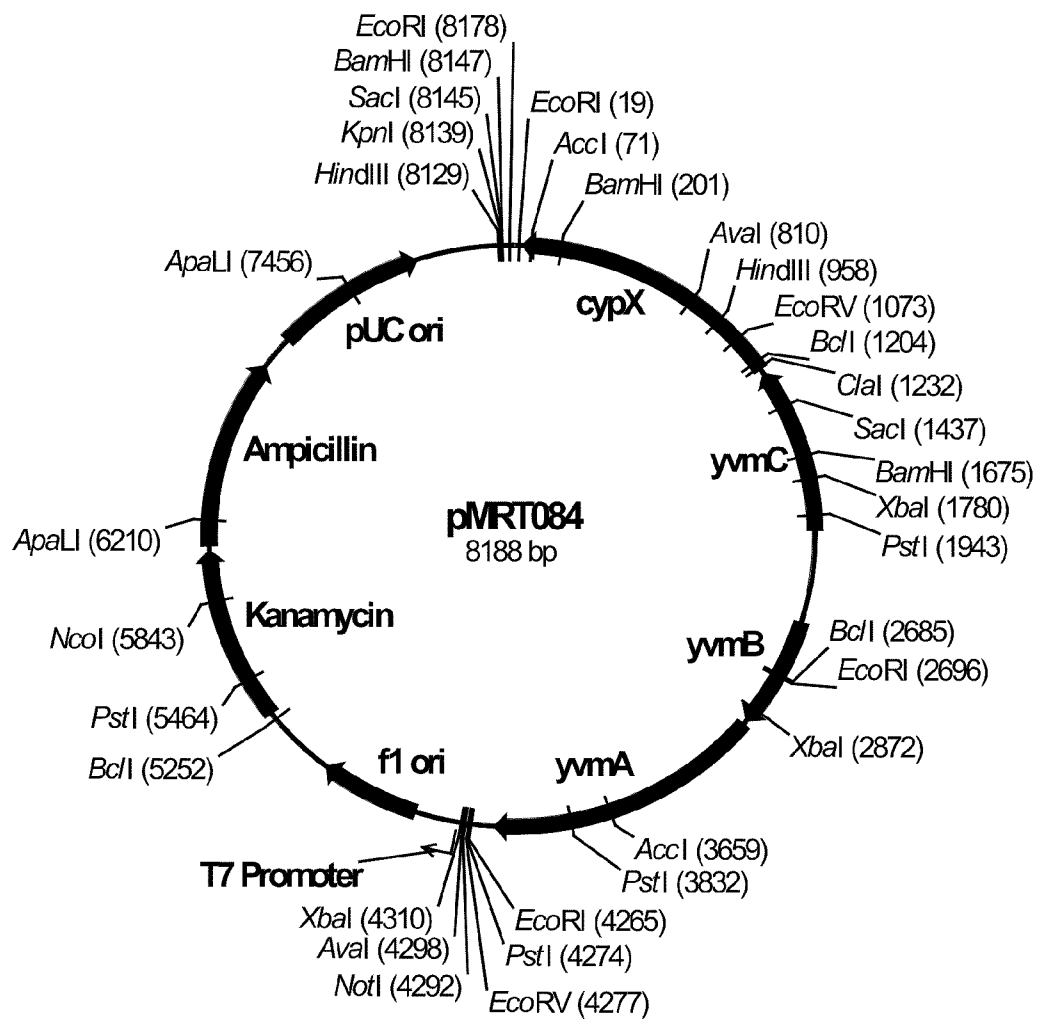 EcoRI (8178)
BamHI (8147)
SacI (8145)
KpnI (8139)
HindIII (8129)
EcoRI (19)
AccI (71)
BamHI (201)
AvaI (810)
HindIII (958)
EcoRV (1073)
BclI (1204)
ClaI (1232)
SacI (1437)
BamHI (1675)
XbaI (1780)
PstI (1943)
BclI (2685)
EcoRI (2696)
XbaI (2872)
AccI (3659)
PstI (3832)
EcoRI (4265)
PstI (4274)
EcoRV (4277)
NotI (4292)
AvaI (4298)
XbaI (4310)
T7 Promoter
BclI (5252)
PstI (5464)
NcoI (5843)
ApaLI (6210)
ApaLI (7456)
cypX
yvmC
yvmB
yvmA
f1 ori
Kanamycin
Ampicillin
pUC ori
pMRT084
8188 bp